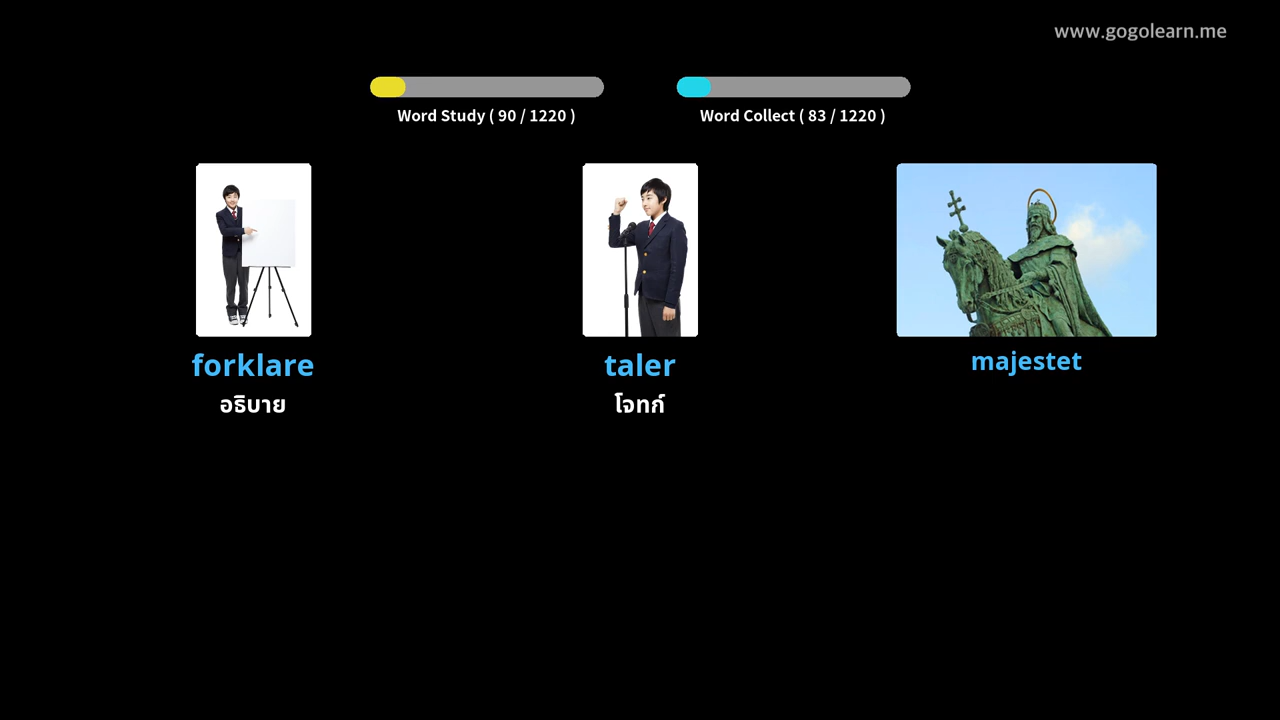 www.gogolearn.me
Word Study ( 90 / 1220 )
Word Collect ( 83 / 1220 )
forklare
taler
majestet
อธิบาย
โจทก์